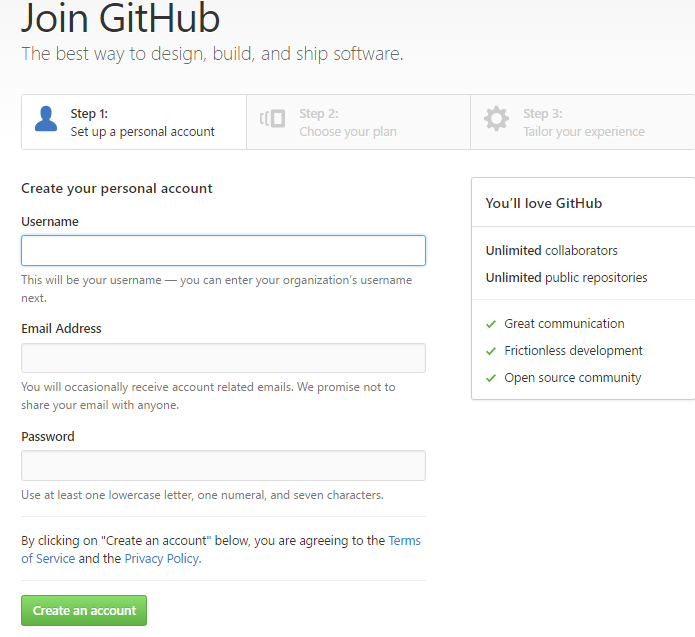 Join GitHub
The best way to design, build, and ship software.
Step 1:
Set up a personal account
Step 2:
Choose your plan
Step 3:
Tailor your experience
Create your personal account
Username
This will be your username — you can enter your organization’s username
next.
Email Address
You will occasionally receive account related emails. We promise not to
share your email with anyone.
Password
Use at least one lowercase letter, one numeral, and seven characters.
By clicking on "Create an account" below, you are agreeing to the Terms
of Service and the Privacy Policy.
Create an account
You’ll love GitHub
Unlimited collaborators
Unlimited public repositories
Great communication
Frictionless development
Open source community